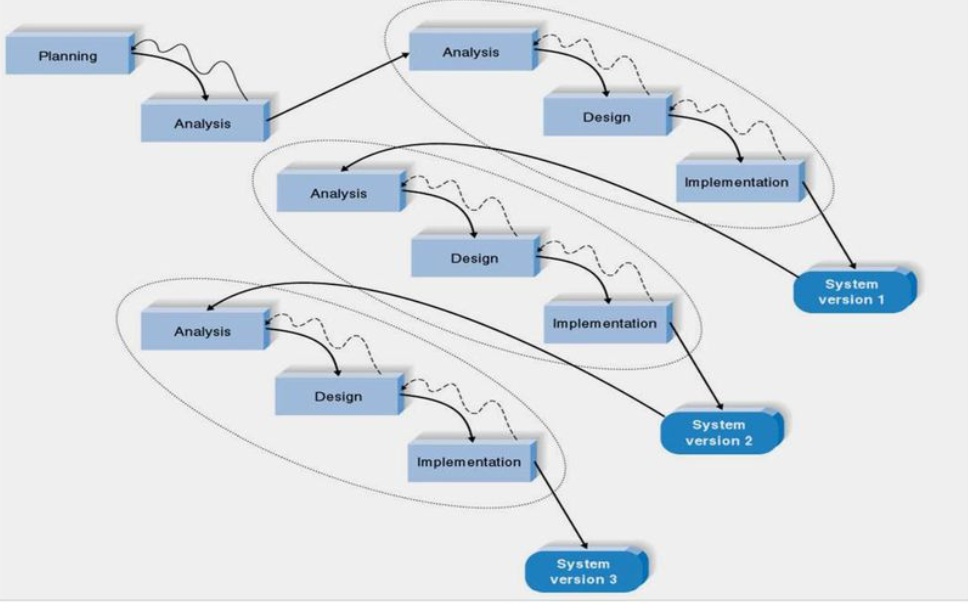 Planning
Analysis
Analysis
Design
Implementation
System
version 1
Analysis
Design
Implementation
System
version 2
Analysis
Design
Implementation
System
version 3